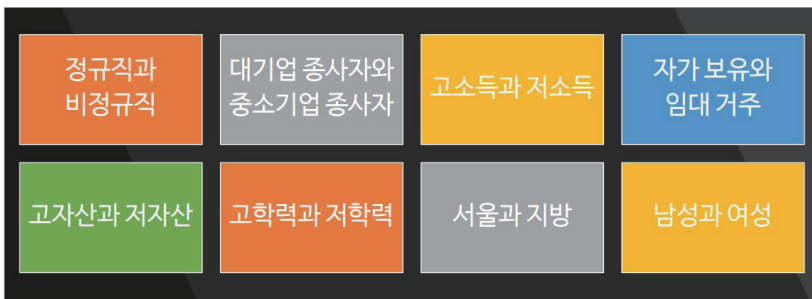 정규직과
비정규직
대기업 종사자와
중소기업 종사자
고소득과 저소득
자가 보유와
임대 거주
고자산과 저자산
고학력과 저학력
서울과 지방
남성과 여성